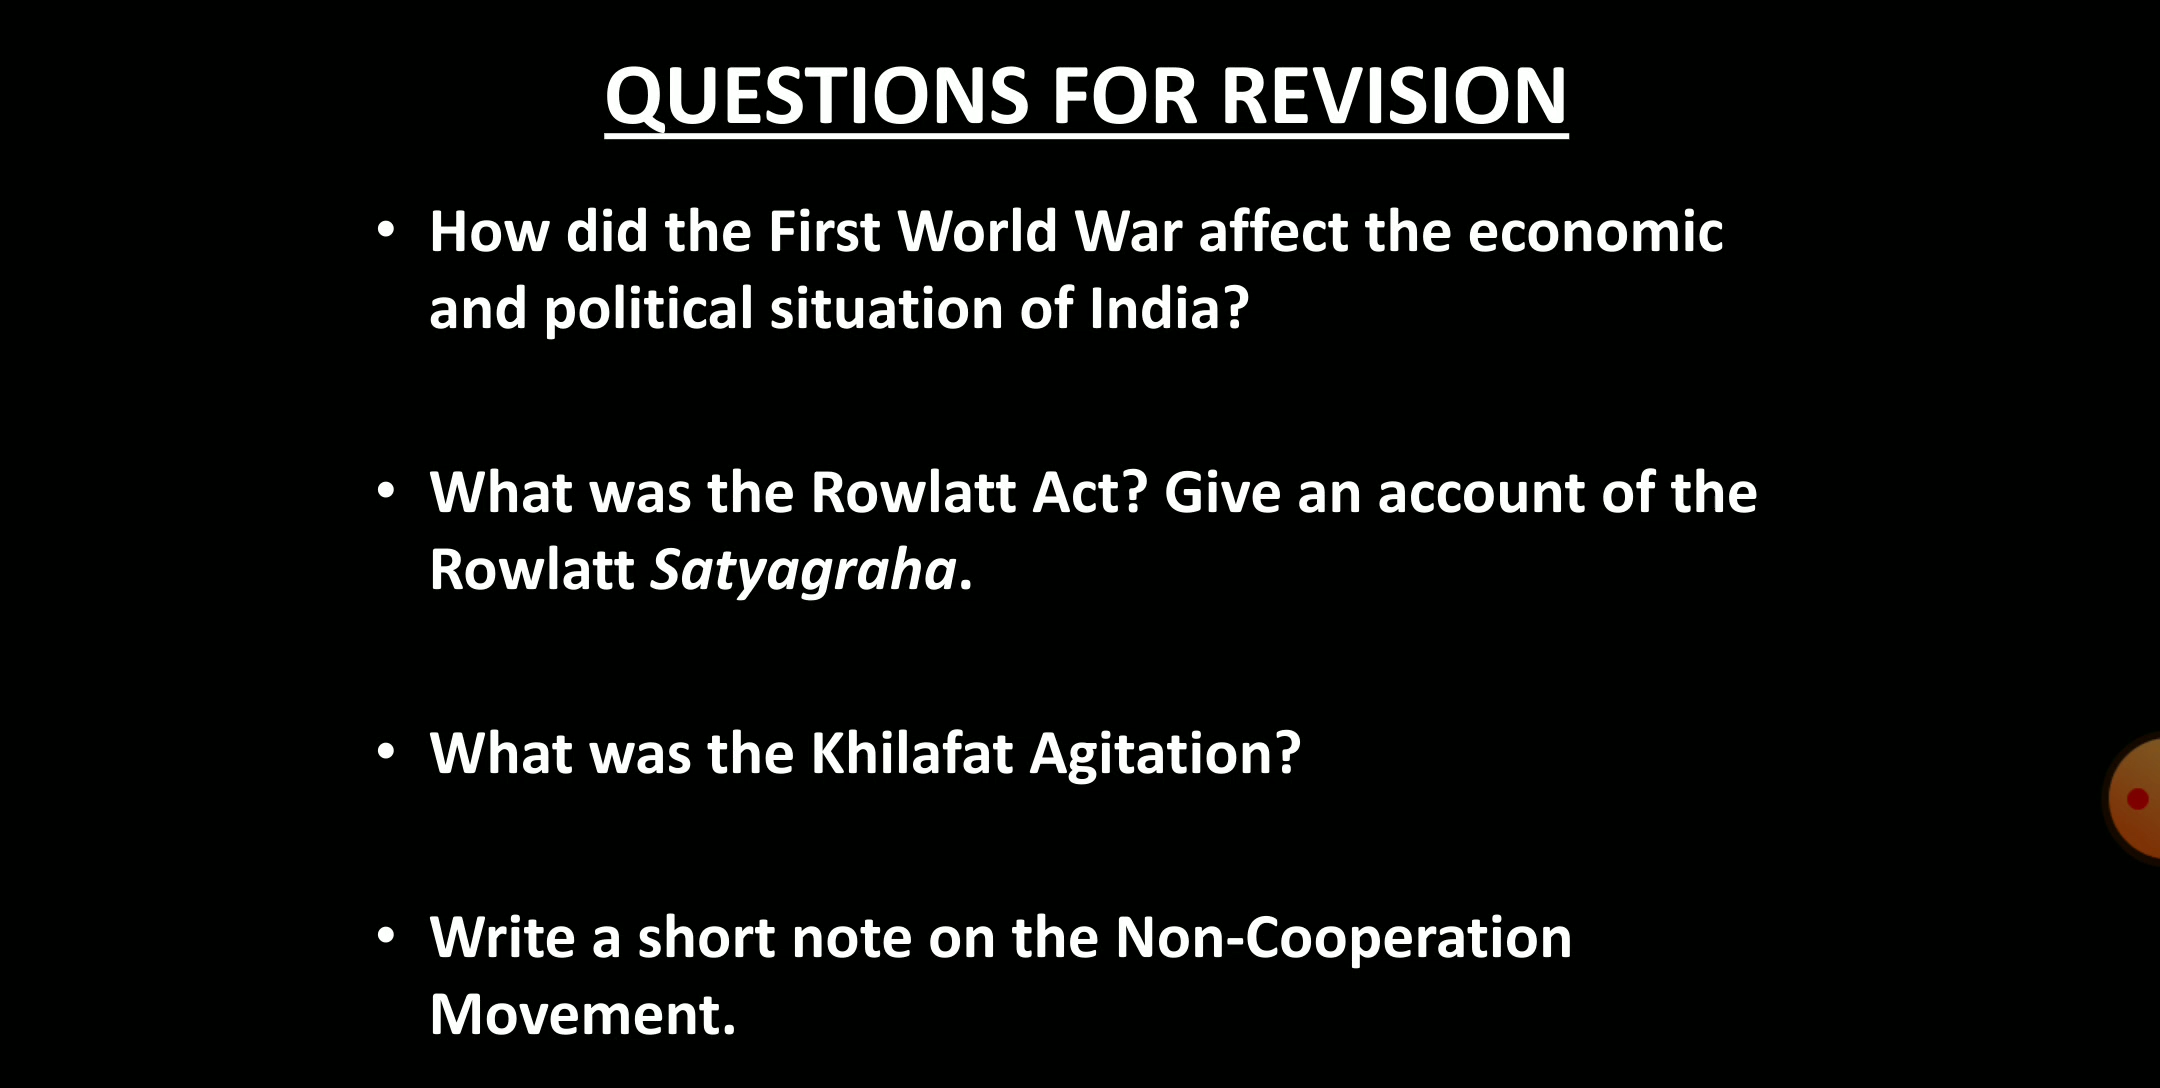 QUESTIONS FOR REVISION
• How did the First World War affect the economic
and political situation of India?
• What was the Rowlatt Act? Give an account of the
Rowlatt Satyagraha.
• What was the Khilafat Agitation?
• Write a short note on the Non-Cooperation
Movement.